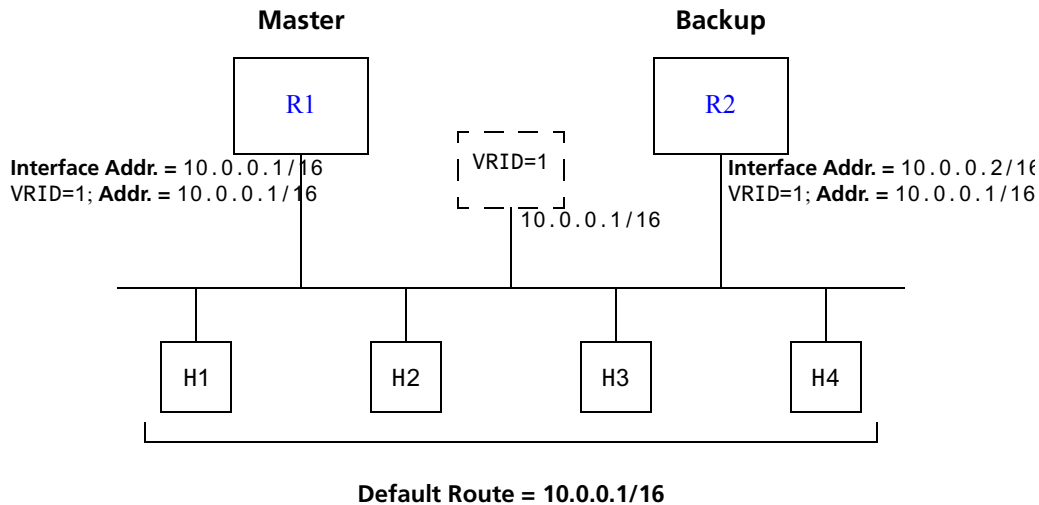 Master
Backup
R1
R2
VRID=1
Interface Addr. = 10.0.0.1/16
VRID=1; Addr. = 10.0.0.1/16
Interface Addr. = 10.0.0.2/16
VRID=1; Addr. = 10.0.0.1/16
10.0.0.1/16
H1
H2
H3
H4
Default Route = 10.0.0.1/16